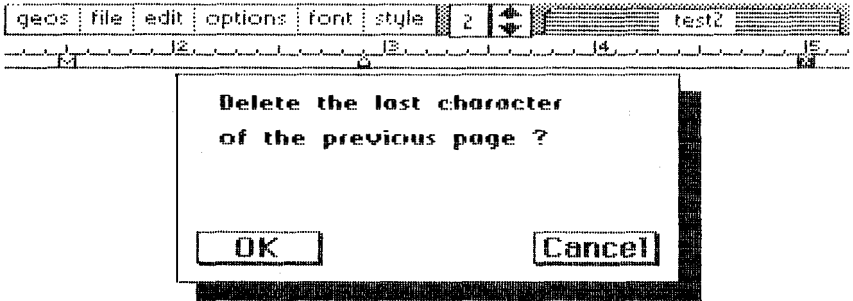 geos file edit options font style 2 test2
2 3 4 5
Delete the last character
of the previous page ?
OK Cancel